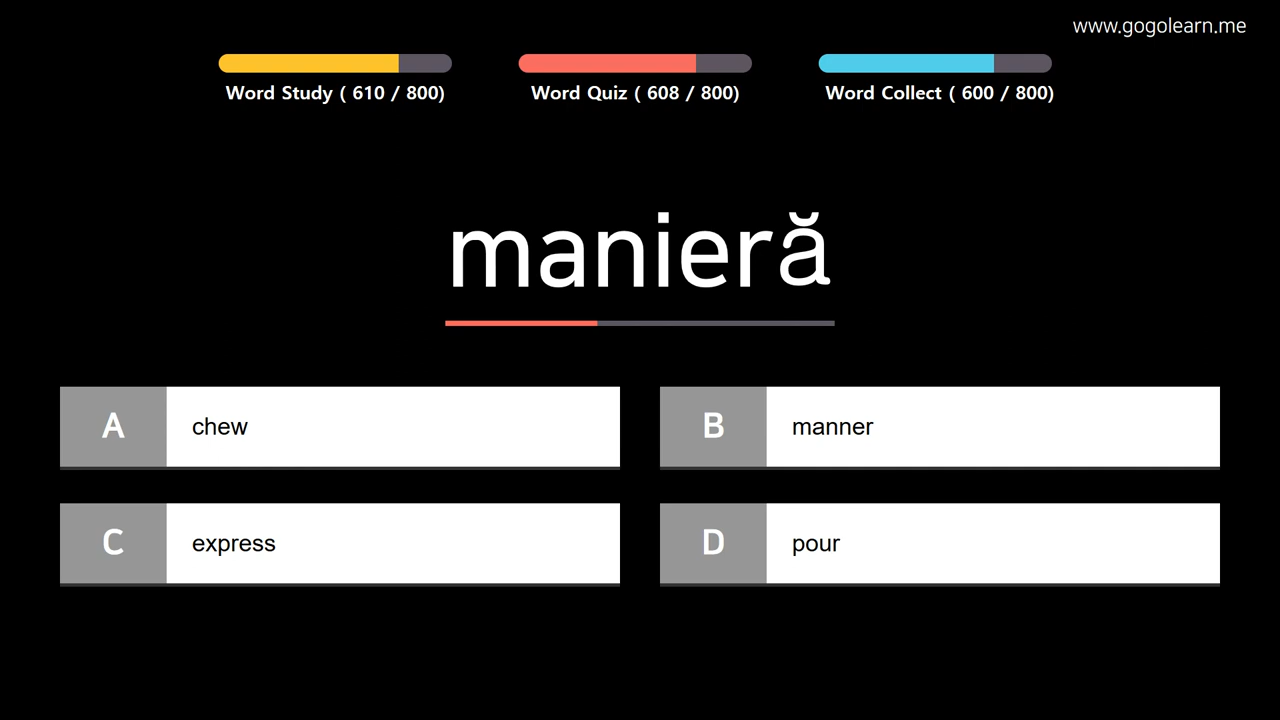 www.gogolearn.me
Word Study ( 610 / 800)
Word Quiz ( 608 / 800)
Word Collect ( 600 / 800)
manieră
A chew
B manner
C express
D pour